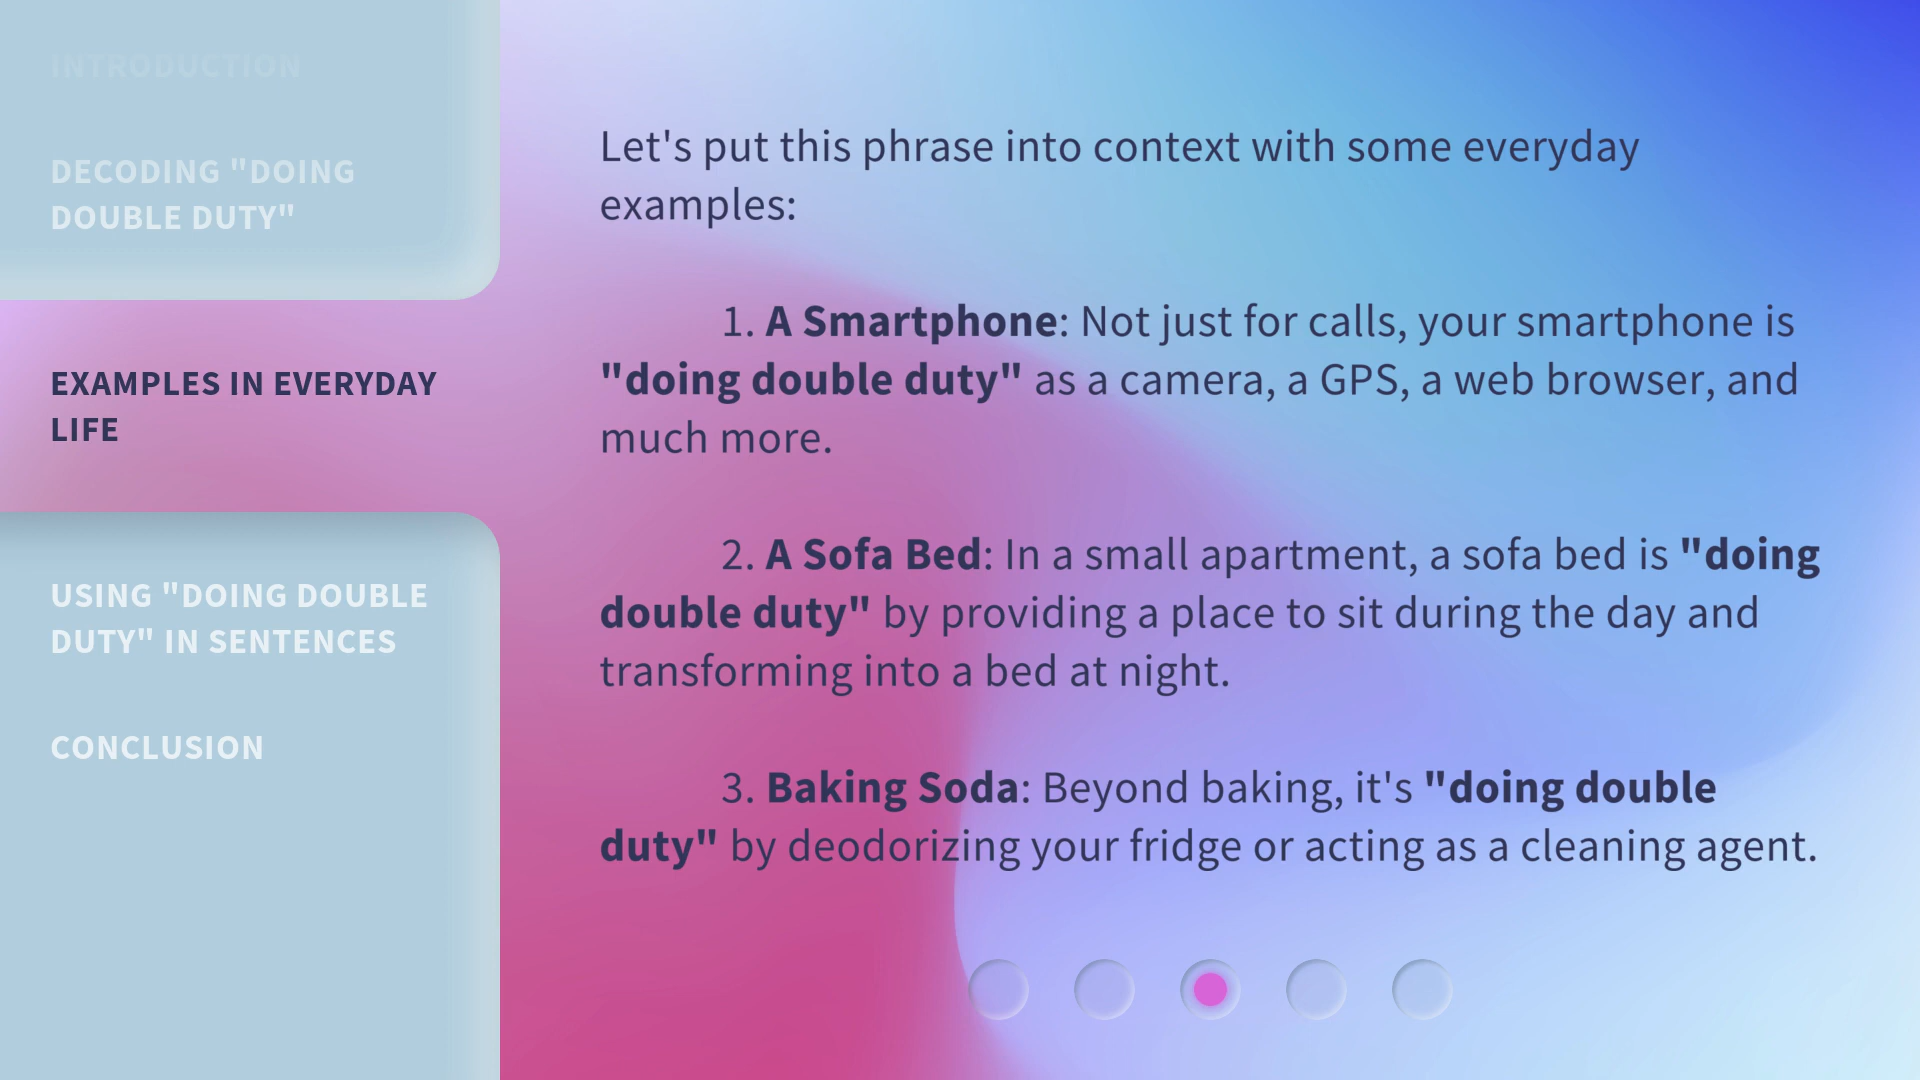 INTRODUCTION
DECODING "DOING
DOUBLE DUTY"
EXAMPLES IN EVERYDAY
LIFE
USING "DOING DOUBLE
DUTY" IN SENTENCES
CONCLUSION
Let's put this phrase into context with some everyday
examples:
1. A Smartphone: Not just for calls, your smartphone is
"doing double duty" as a camera, a GPS, a web browser, and
much more.
2. A Sofa Bed: In a small apartment, a sofa bed is "doing
double duty" by providing a place to sit during the day and
transforming into a bed at night.
3. Baking Soda: Beyond baking, it's "doing double
duty" by deodorizing your fridge or acting as a cleaning agent.